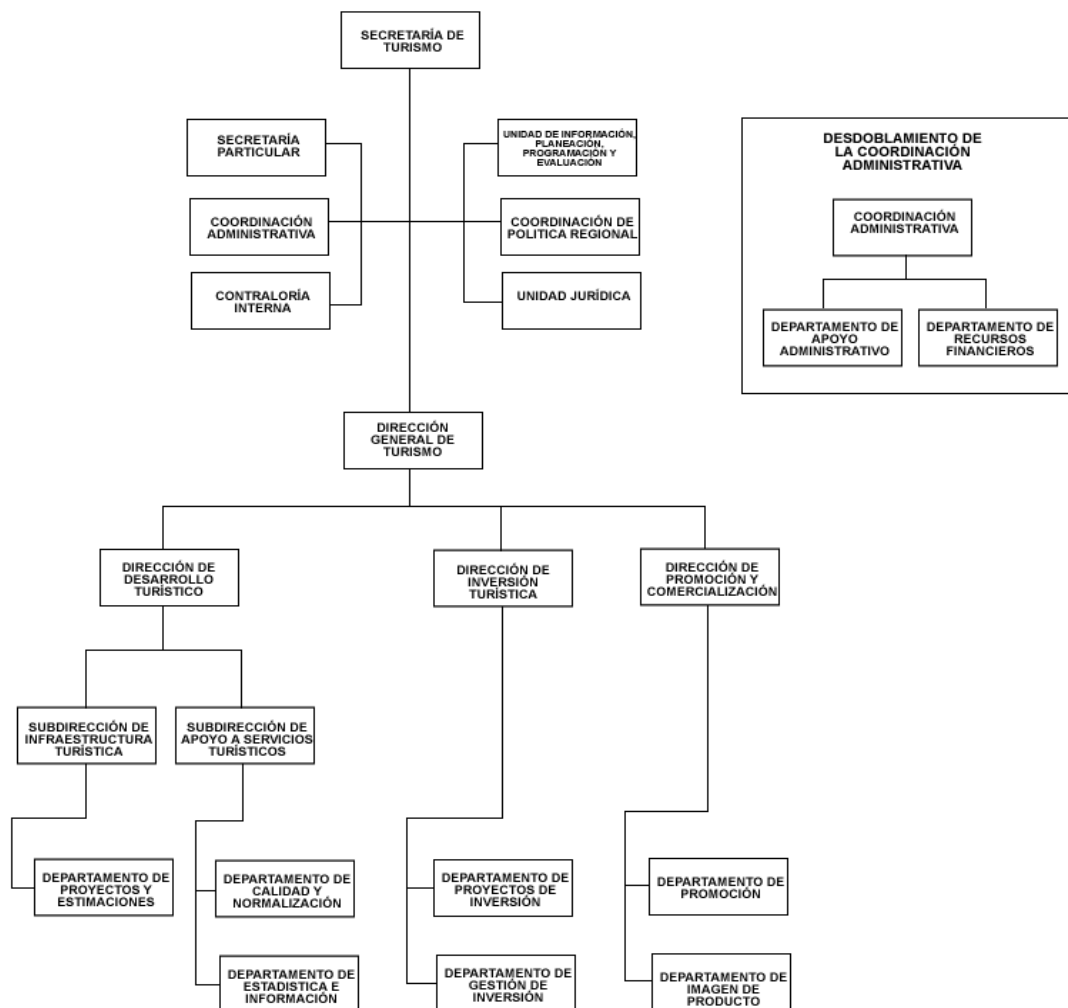 SECRETARÍA DE
TURISMO
SECRETARÍA
PARTICULAR
UNIDAD DE INFORMACIÓN,
PLANEACIÓN,
PROGRAMACIÓN Y
EVALUACIÓN
COORDINACIÓN
ADMINISTRATIVA
COORDINACIÓN DE
POLITICA REGIONAL
CONTRALORÍA
INTERNA
UNIDAD JURÍDICA
DESDOBLAMIENTO DE
LA COORDINACIÓN
ADMINISTRATIVA
COORDINACIÓN
ADMINISTRATIVA
DEPARTAMENTO DE
APOYO
ADMINISTRATIVO
DEPARTAMENTO DE
RECURSOS
FINANCIEROS
DIRECCIÓN
GENERAL DE
TURISMO
DIRECCIÓN DE
DESARROLLO
TURÍSTICO
DIRECCIÓN DE
INVERSIÓN
TURÍSTICA
DIRECCIÓN DE
PROMOCIÓN Y
COMERCIALIZACIÓN
SUBDIRECCIÓN DE
INFRAESTRUCTURA
TURÍSTICA
SUBDIRECCIÓN DE
APOYO A SERVICIOS
TURÍSTICOS
DEPARTAMENTO DE
PROYECTOS Y
ESTIMACIONES
DEPARTAMENTO DE
CALIDAD Y
NORMALIZACIÓN
DEPARTAMENTO DE
PROYECTOS DE
INVERSIÓN
DEPARTAMENTO DE
PROMOCIÓN
DEPARTAMENTO DE
ESTADISTICA E
INFORMACIÓN
DEPARTAMENTO DE
GESTIÓN DE
INVERSIÓN
DEPARTAMENTO DE
IMAGEN DE
PRODUCTO